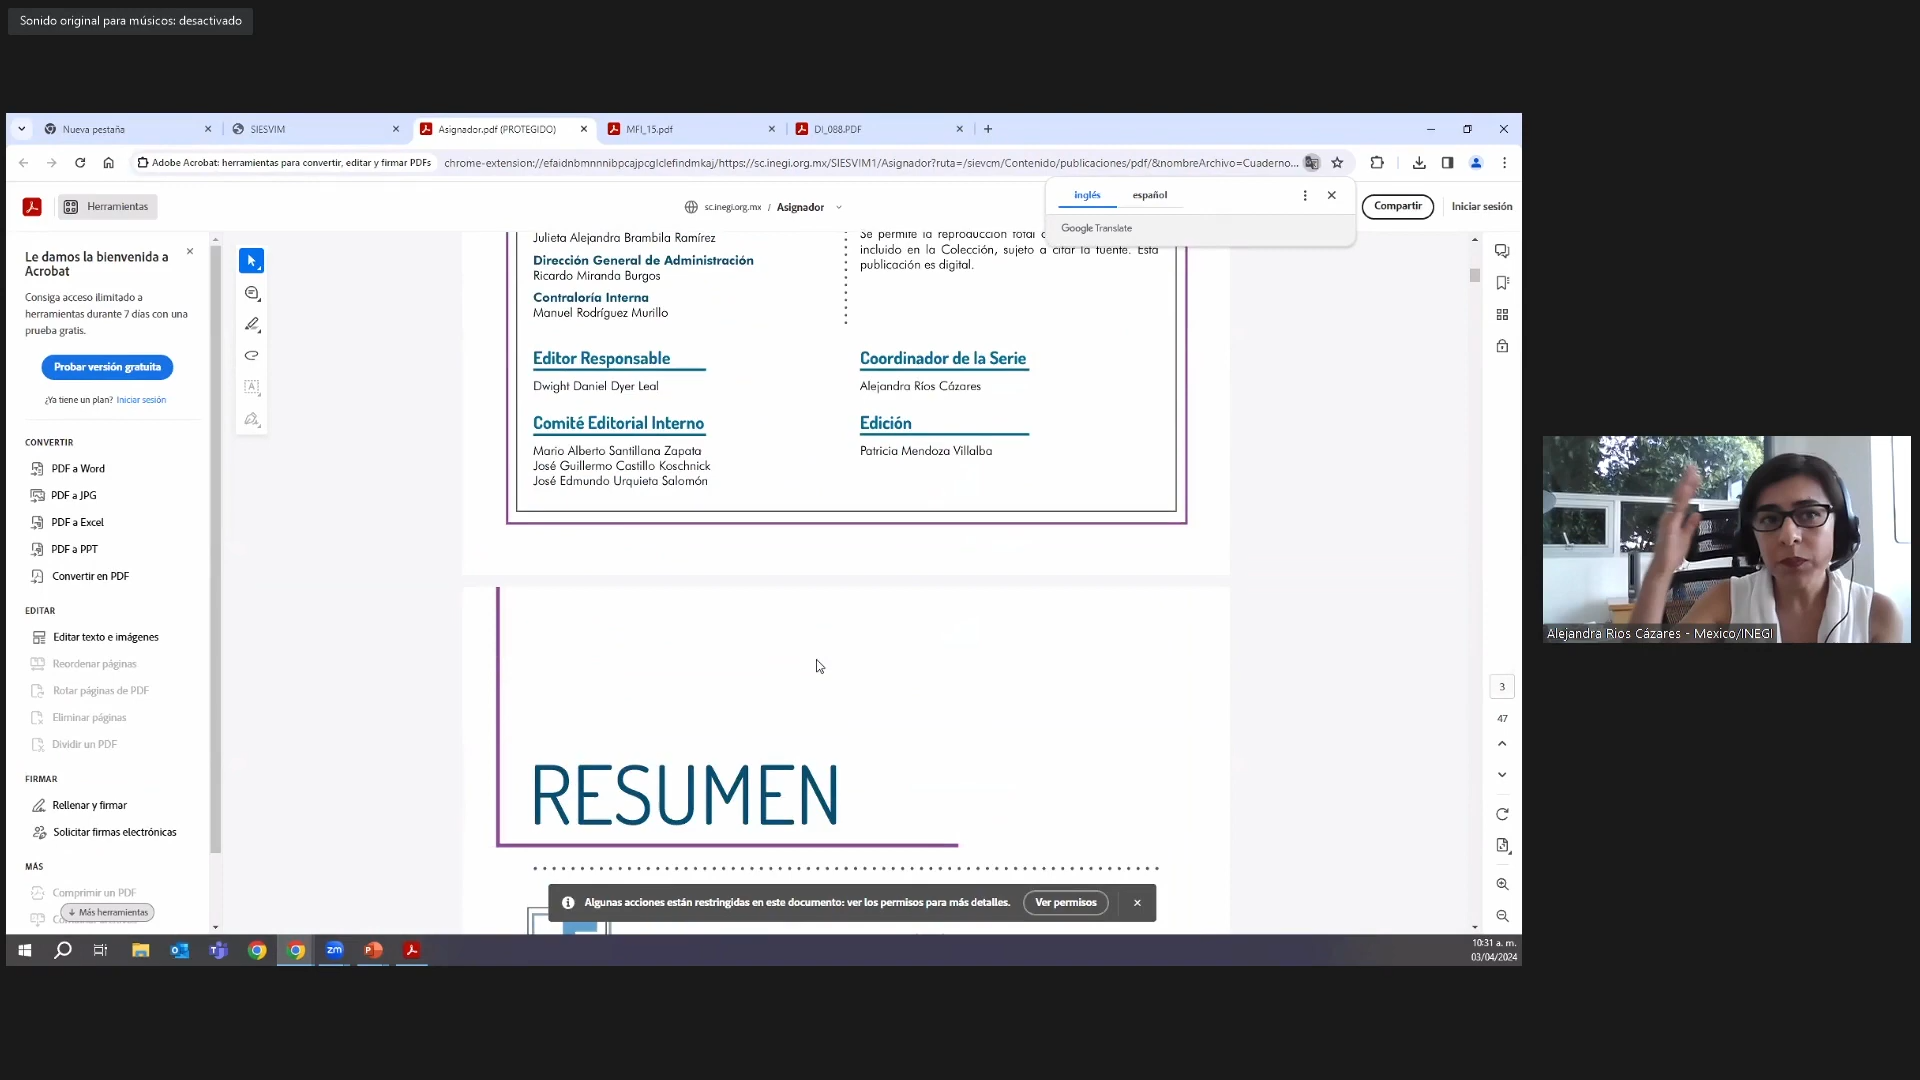 Sonido original para músicos: desactivado
Nueva pestaña
SIESVIM
Asignador.pdf (PROTEGIDO)
MFI_15.pdf
DI_088.PDF
Adobe Acrobat: herramientas para convertir, editar y firmar PDFs
chrome-extension://efaidnbmnnnibpcajpcglclefindmkaj/https://sc.inegi.org.mx/SIESVIM1/Asignador?ruta=/sievcm/Contenido/publicaciones/pdf/&nombreArchivo=Cuaderno...
Herramientas
sc.inegi.org.mx / Asignador
inglés
español
Google Translate
Compartir
Iniciar sesión
Le damos la bienvenida a
Acrobat
Consiga acceso ilimitado a
herramientas durante 7 días con una
prueba gratis.
Probar versión gratuita
¿Ya tiene un plan? Iniciar sesión
CONVERTIR
PDF a Word
PDF a JPG
PDF a Excel
PDF a PPT
Convertir en PDF
EDITAR
Editar texto e imágenes
Reordenar páginas
Rotar páginas de PDF
Eliminar páginas
Dividir un PDF
FIRMAR
Rellenar y firmar
Solicitar firmas electrónicas
MÁS
Comprimir un PDF
Más herramientas
Julieta Alejandra Brambila Ramírez
Dirección General de Administración
Ricardo Miranda Burgos
Contraloría Interna
Manuel Rodríguez Murillo
Se permite la reproducción total
incluido en la Colección, sujeto a citar la fuente. Esta
publicación es digital.
Editor Responsable
Dwight Daniel Dyer Leal
Coordinador de la Serie
Alejandra Ríos Cázares
Comité Editorial Interno
Mario Alberto Santillana Zapata
José Guillermo Castillo Koschnick
José Edmundo Urquieta Salomón
Edición
Patricia Mendoza Villalba
RESUMEN
Algunas acciones están restringidas en este documento: ver los permisos para más detalles.
Ver permisos
3
47
zm
10:31 a. m.
03/04/2024
Alejandra Ríos Cázares - Mexico/INEGI